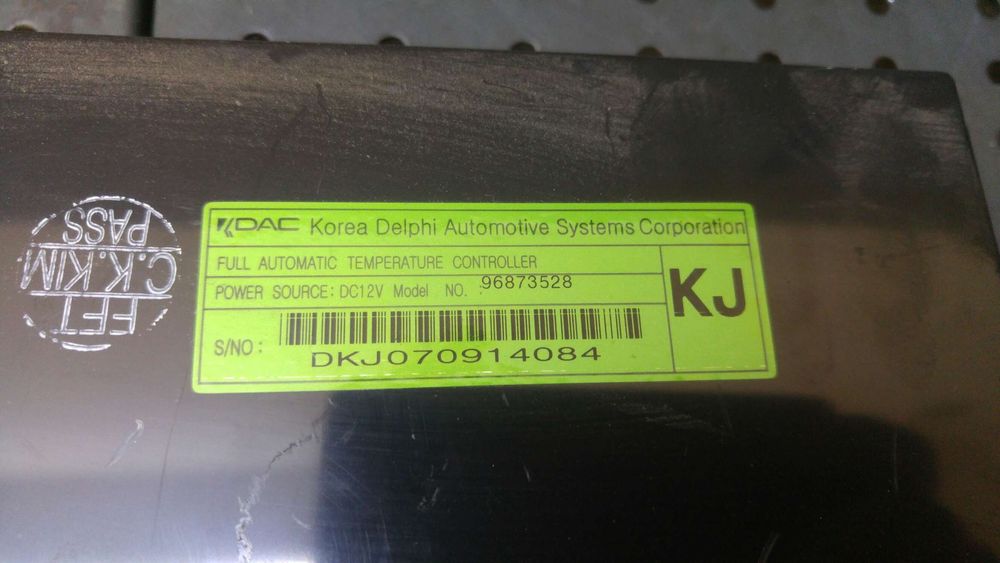 KDAC Korea Delphi Automotive Systems Corporation
FULL AUTOMATIC TEMPERATURE CONTROLLER
POWER SOURCE: DC12V Model NO. : 96873528
KJ
S/NO :
DKJ070914084
FFT
C.K.KIM
PASS